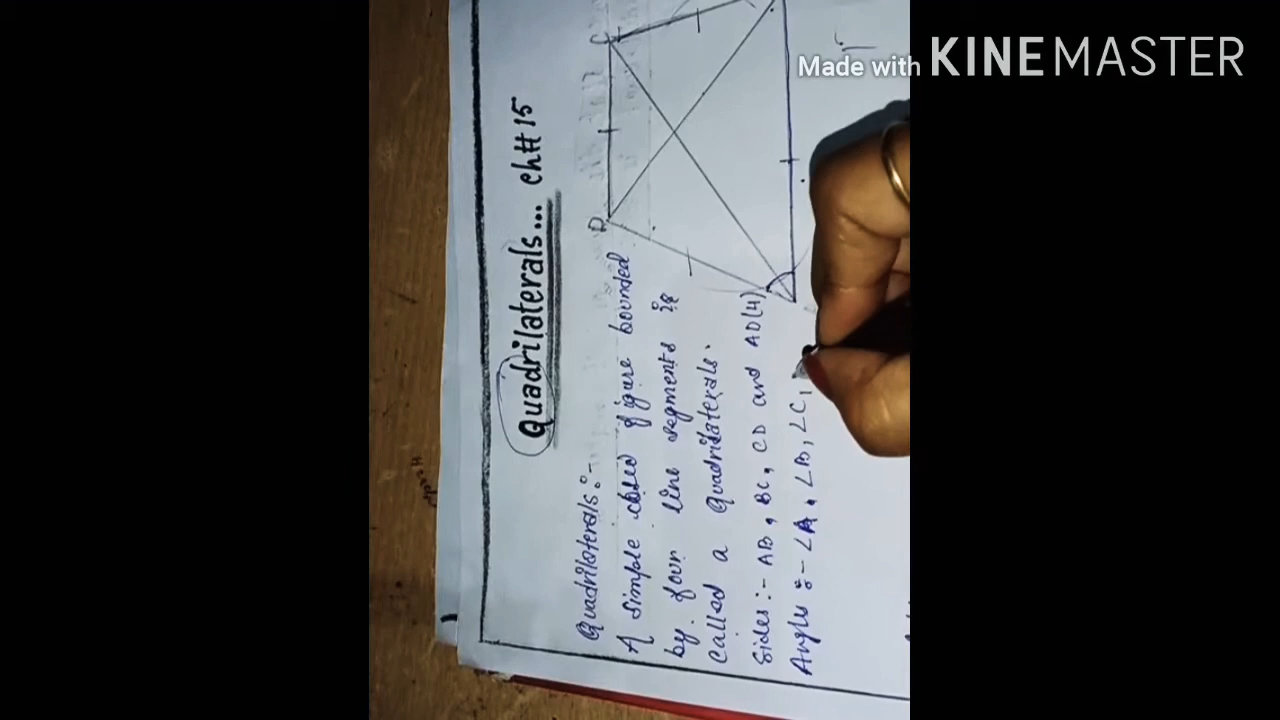 Quadrilaterals... ch# 15
Quadrilaterals :-
A simple closed figure bounded
by four line segments is
called a Quadrilaterals.
Sides :- AB, BC, CD and AD (4)
Angle :- ∠A, ∠B, ∠C,
D
C
Made with KINEMASTER